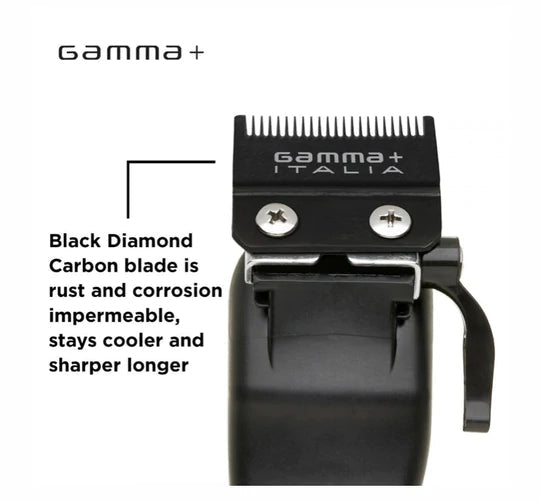 Gamma+
Gamma+
ITALIA
Black Diamond
Carbon blade is
rust and corrosion
impermeable,
stays cooler and
sharper longer